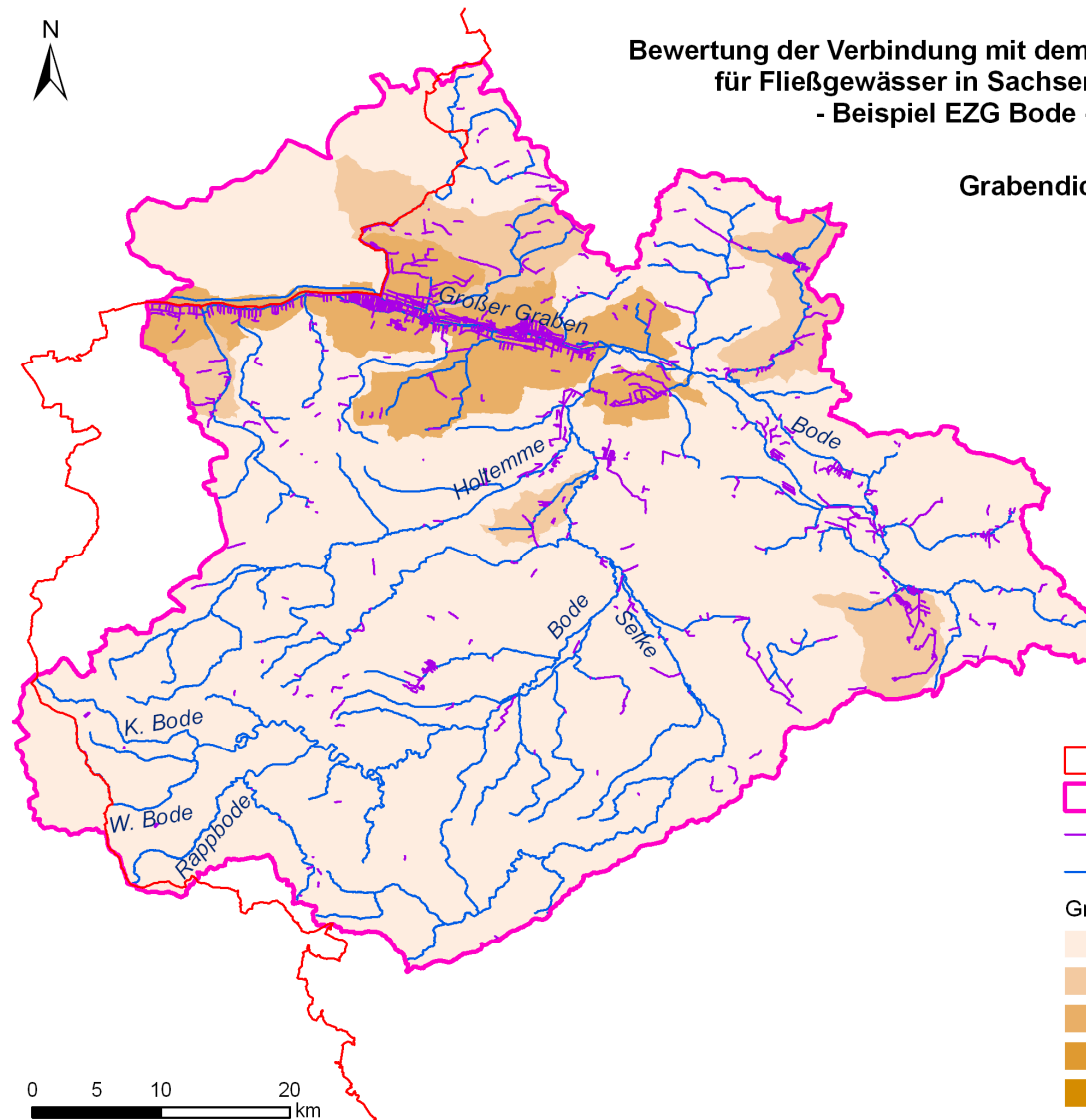 N
Bewertung der Verbindung mit dem
für Fließgewässer in Sachsen
- Beispiel EZG Bode -
Grabendic
Großer Graben
Bode
Holtemme
Bode
Selke
K. Bode
W. Bode
Rappbode
Gr
0 5 10 20
km